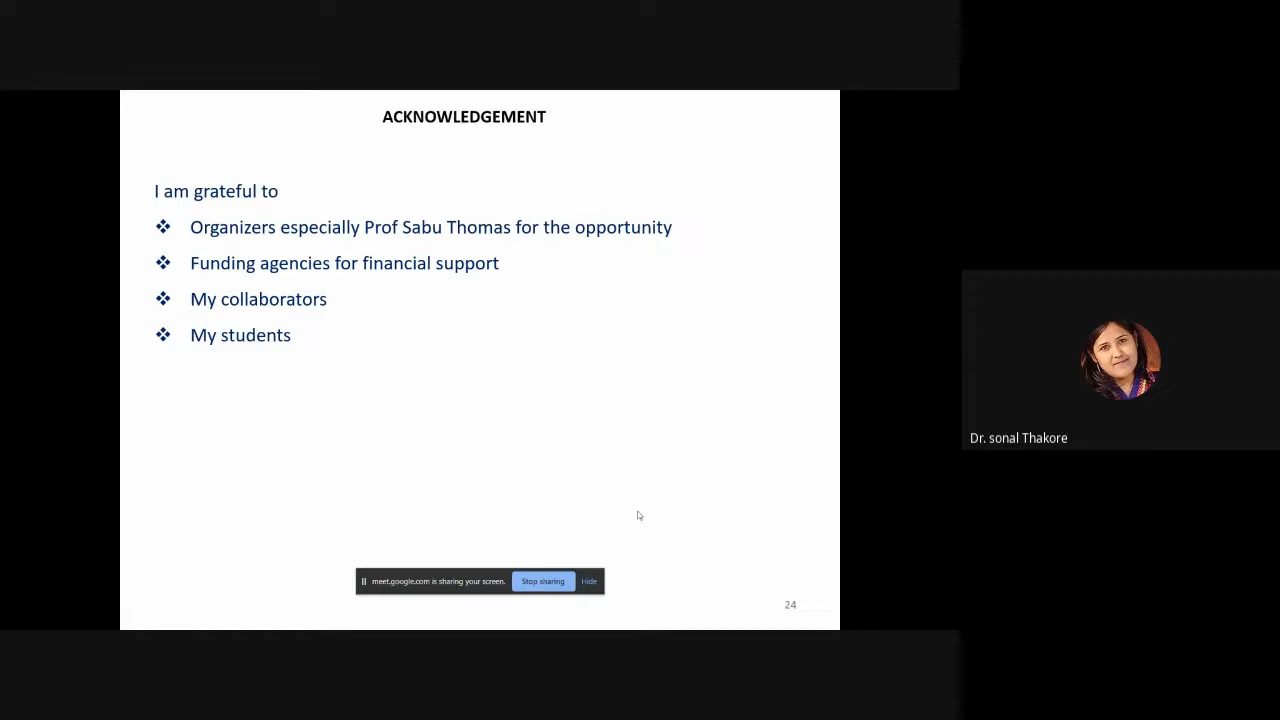 ACKNOWLEDGEMENT
I am grateful to
❖ Organizers especially Prof Sabu Thomas for the opportunity
❖ Funding agencies for financial support
❖ My collaborators
❖ My students
Dr. sonal Thakore
meet.google.com is sharing your screen. Stop sharing Hide
24